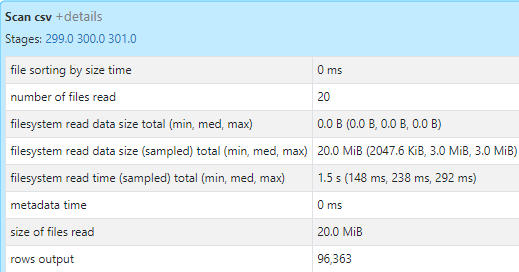 Scan csv +details
Stages: 299.0 300.0 301.0
file sorting by size time 0 ms
number of files read 20
filesystem read data size total (min, med, max) 0.0 B (0.0 B, 0.0 B, 0.0 B)
filesystem read data size (sampled) total (min, med, max) 20.0 MiB (2047.6 KiB, 3.0 MiB, 3.0 MiB)
filesystem read time (sampled) total (min, med, max) 1.5 s (148 ms, 238 ms, 292 ms)
metadata time 0 ms
size of files read 20.0 MiB
rows output 96,363